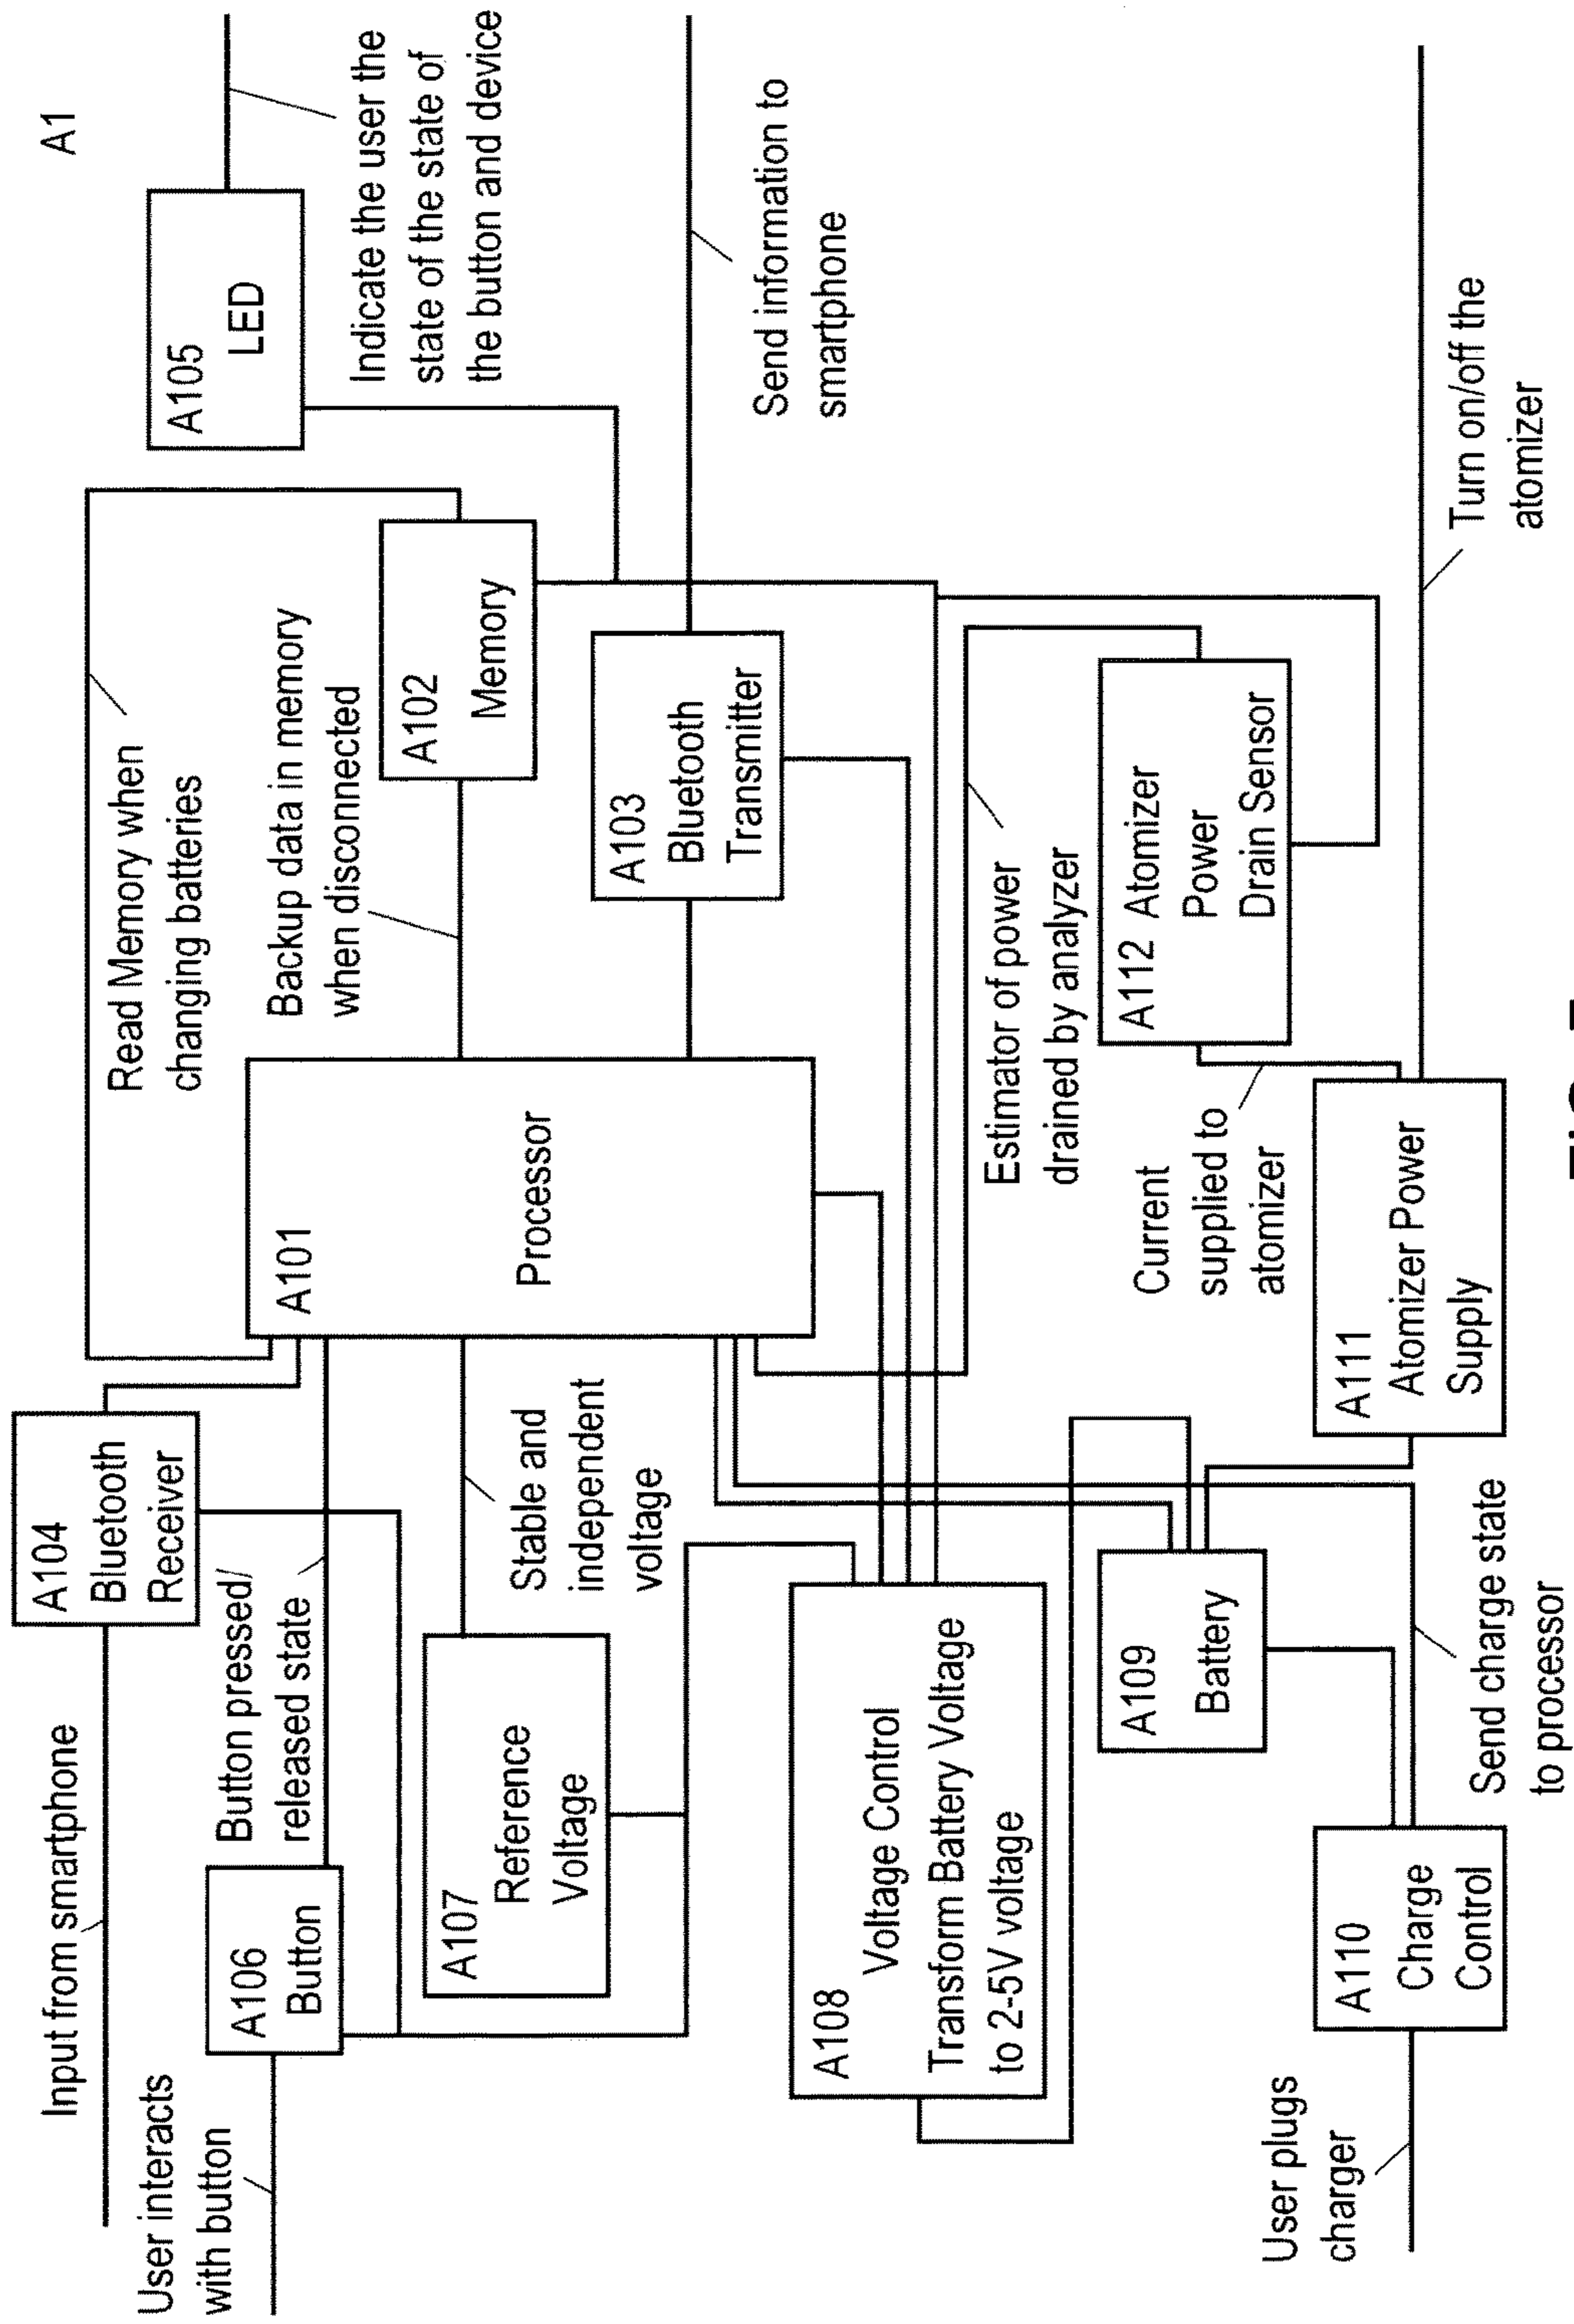 A1
Input from smartphone
User interacts
with button
A104
Bluetooth
Receiver
Button pressed/
released state
A106
Button
A107
Reference
Voltage
Stable and
independent
voltage
A108
Voltage Control
Transform Battery Voltage
to 2-5V voltage
A109
Battery
User plugs
charger
A110
Charge
Control
Send charge state
to processor
A101
Processor
Read Memory when
changing batteries
Backup data in memory
when disconnected
A102
Memory
A103
Bluetooth
Transmitter
A105
LED
Indicate the user the
state of the state of
the button and device
Send information to
smartphone
Estimator of power
drained by analyzer
Current
supplied to
atomizer
A111
Atomizer Power
Supply
A112 Atomizer
Power
Drain Sensor
Turn on/off the
atomizer